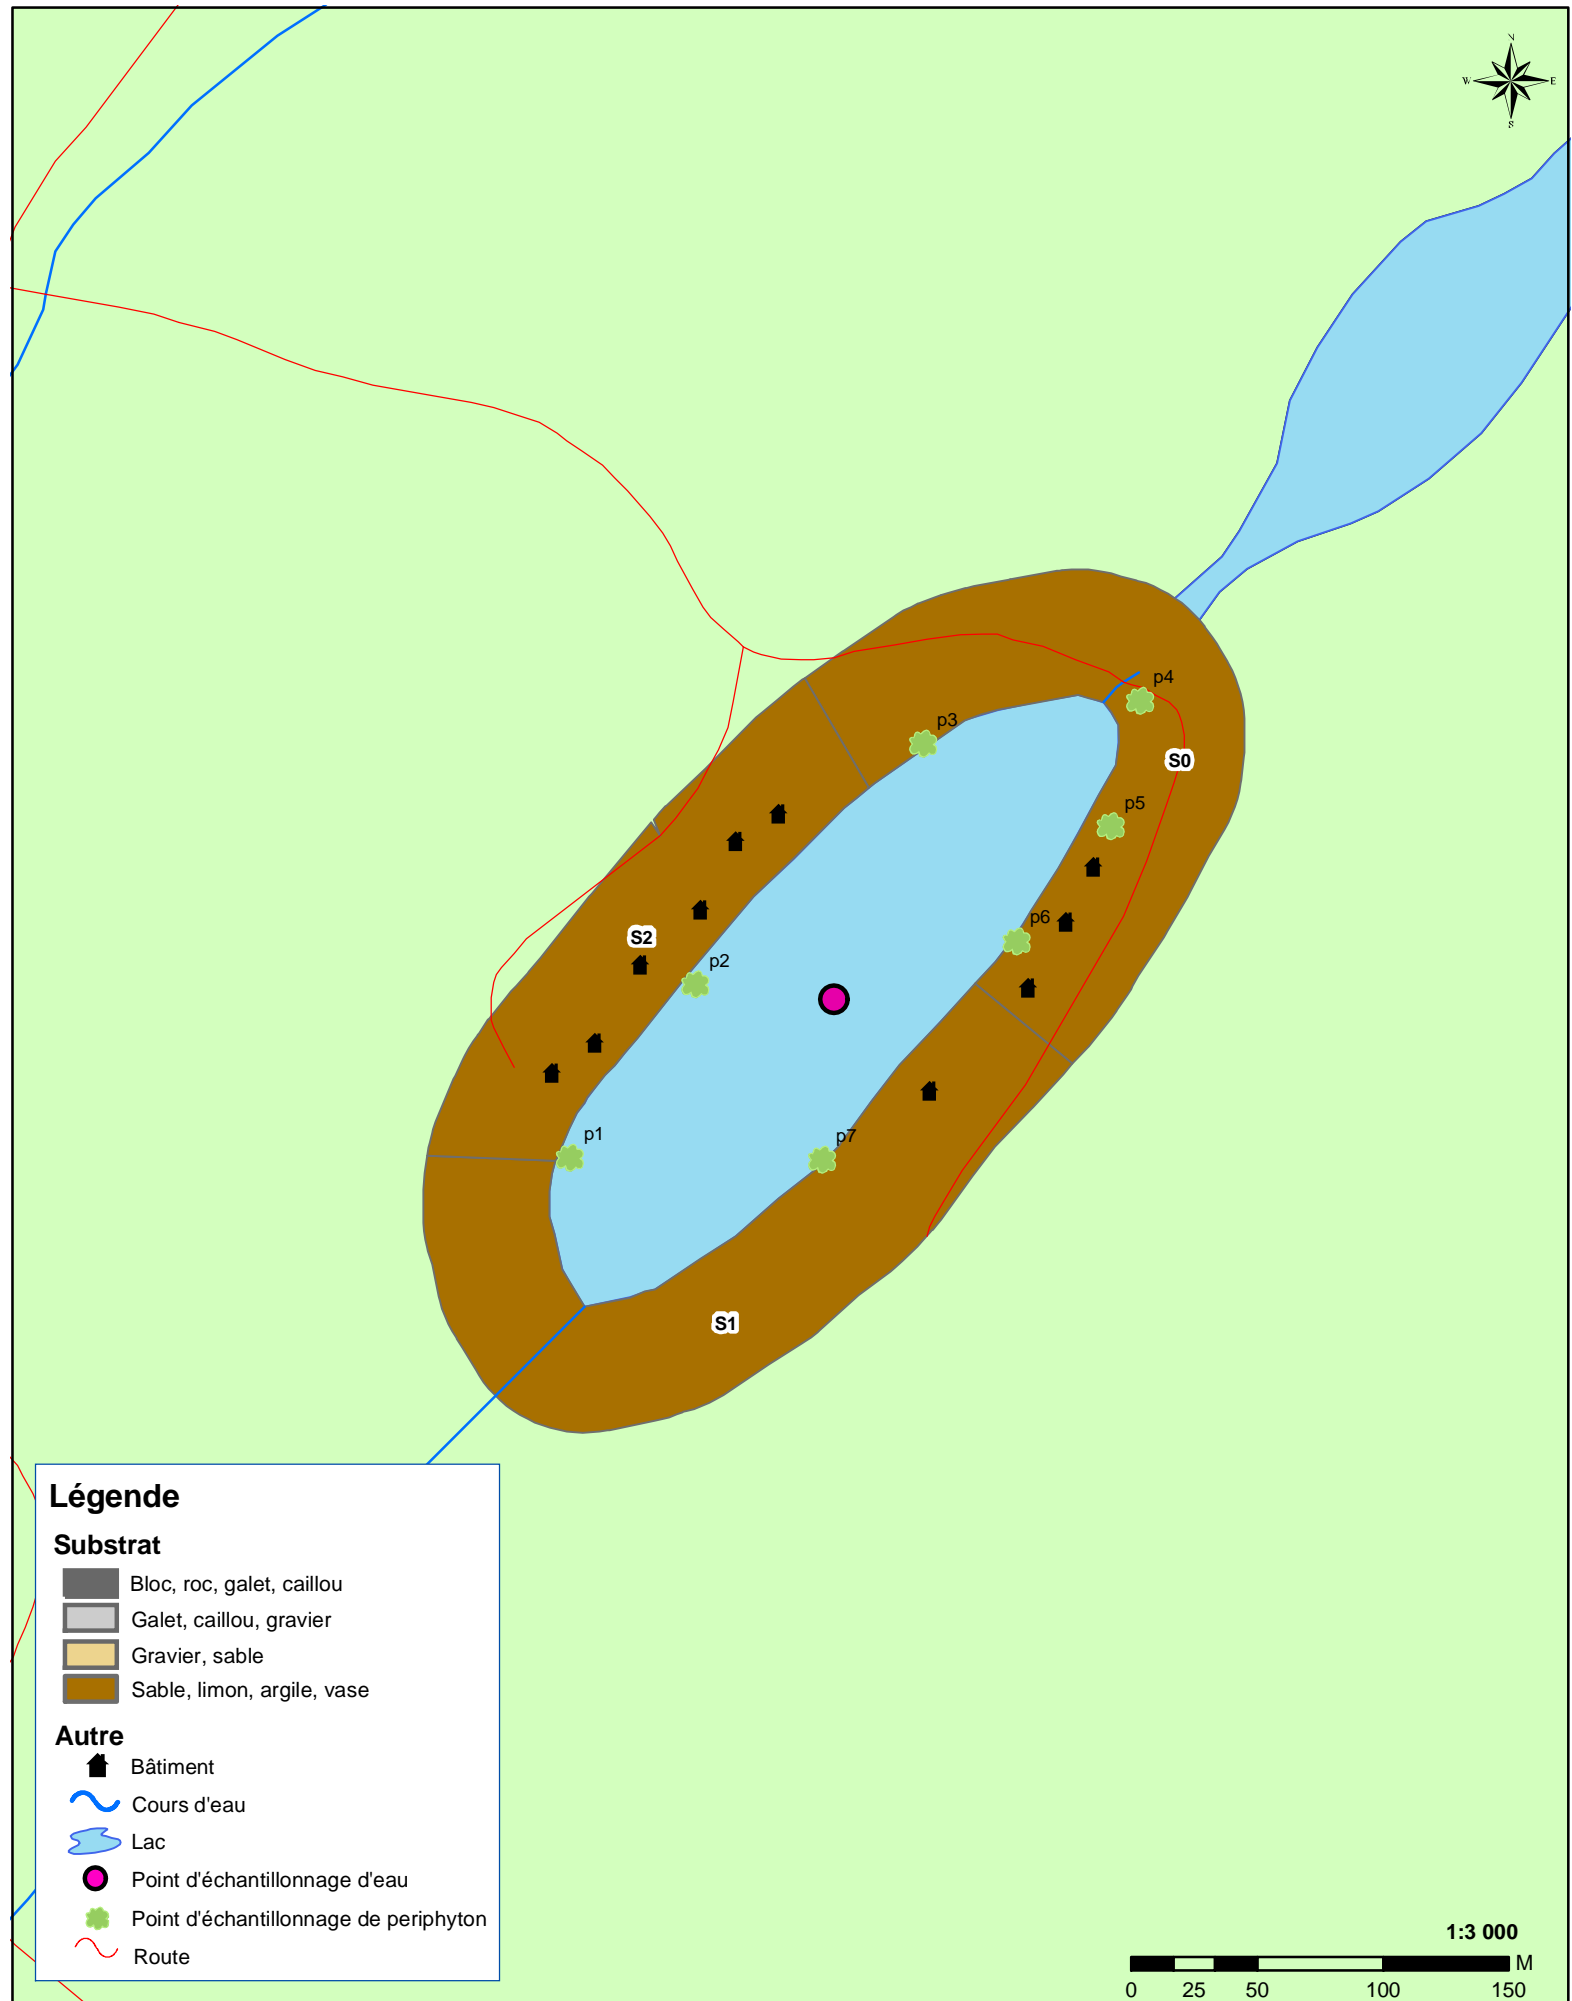 N
W E
S
p4
p3
S0
p5
p6
S2
p2
p1
p7
S1
Légende
Substrat
Bloc, roc, galet, caillou
Galet, caillou, gravier
Gravier, sable
Sable, limon, argile, vase
Autre
Bâtiment
Cours d'eau
Lac
Point d'échantillonnage d'eau
Point d'échantillonnage de periphyton
Route
1:3 000
M
0 25 50 100 150